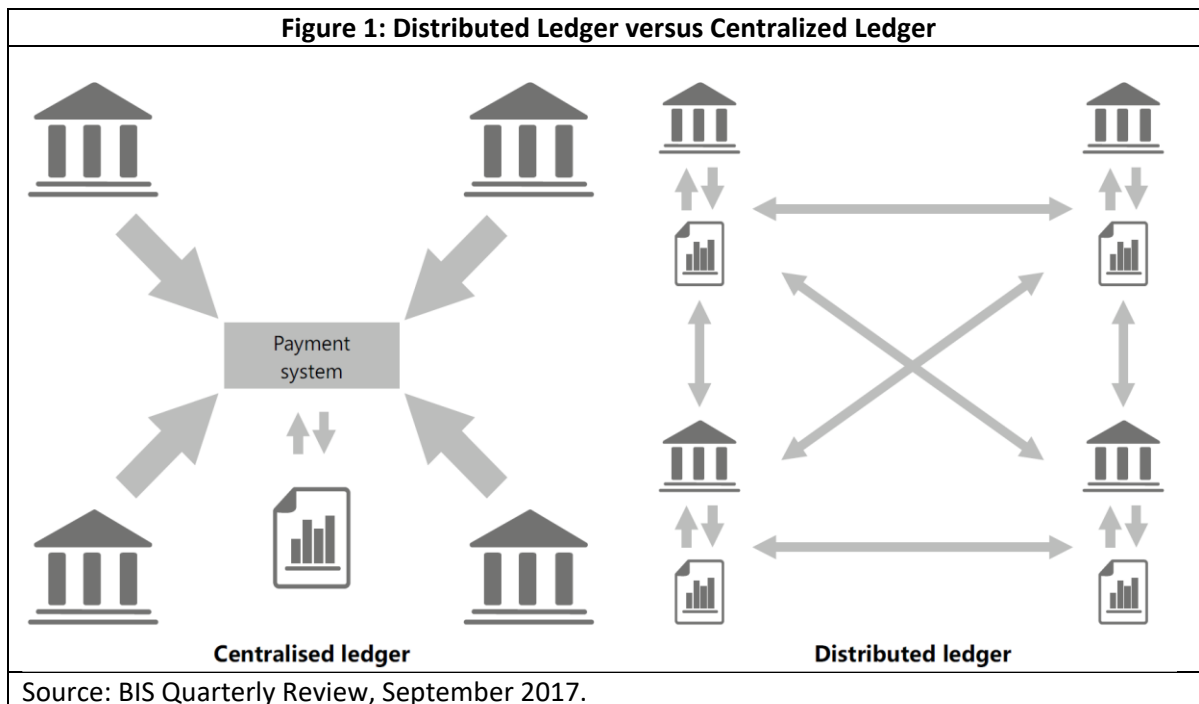 Figure 1: Distributed Ledger versus Centralized Ledger
Payment
system
Centralised ledger
Distributed ledger
Source: BIS Quarterly Review, September 2017.